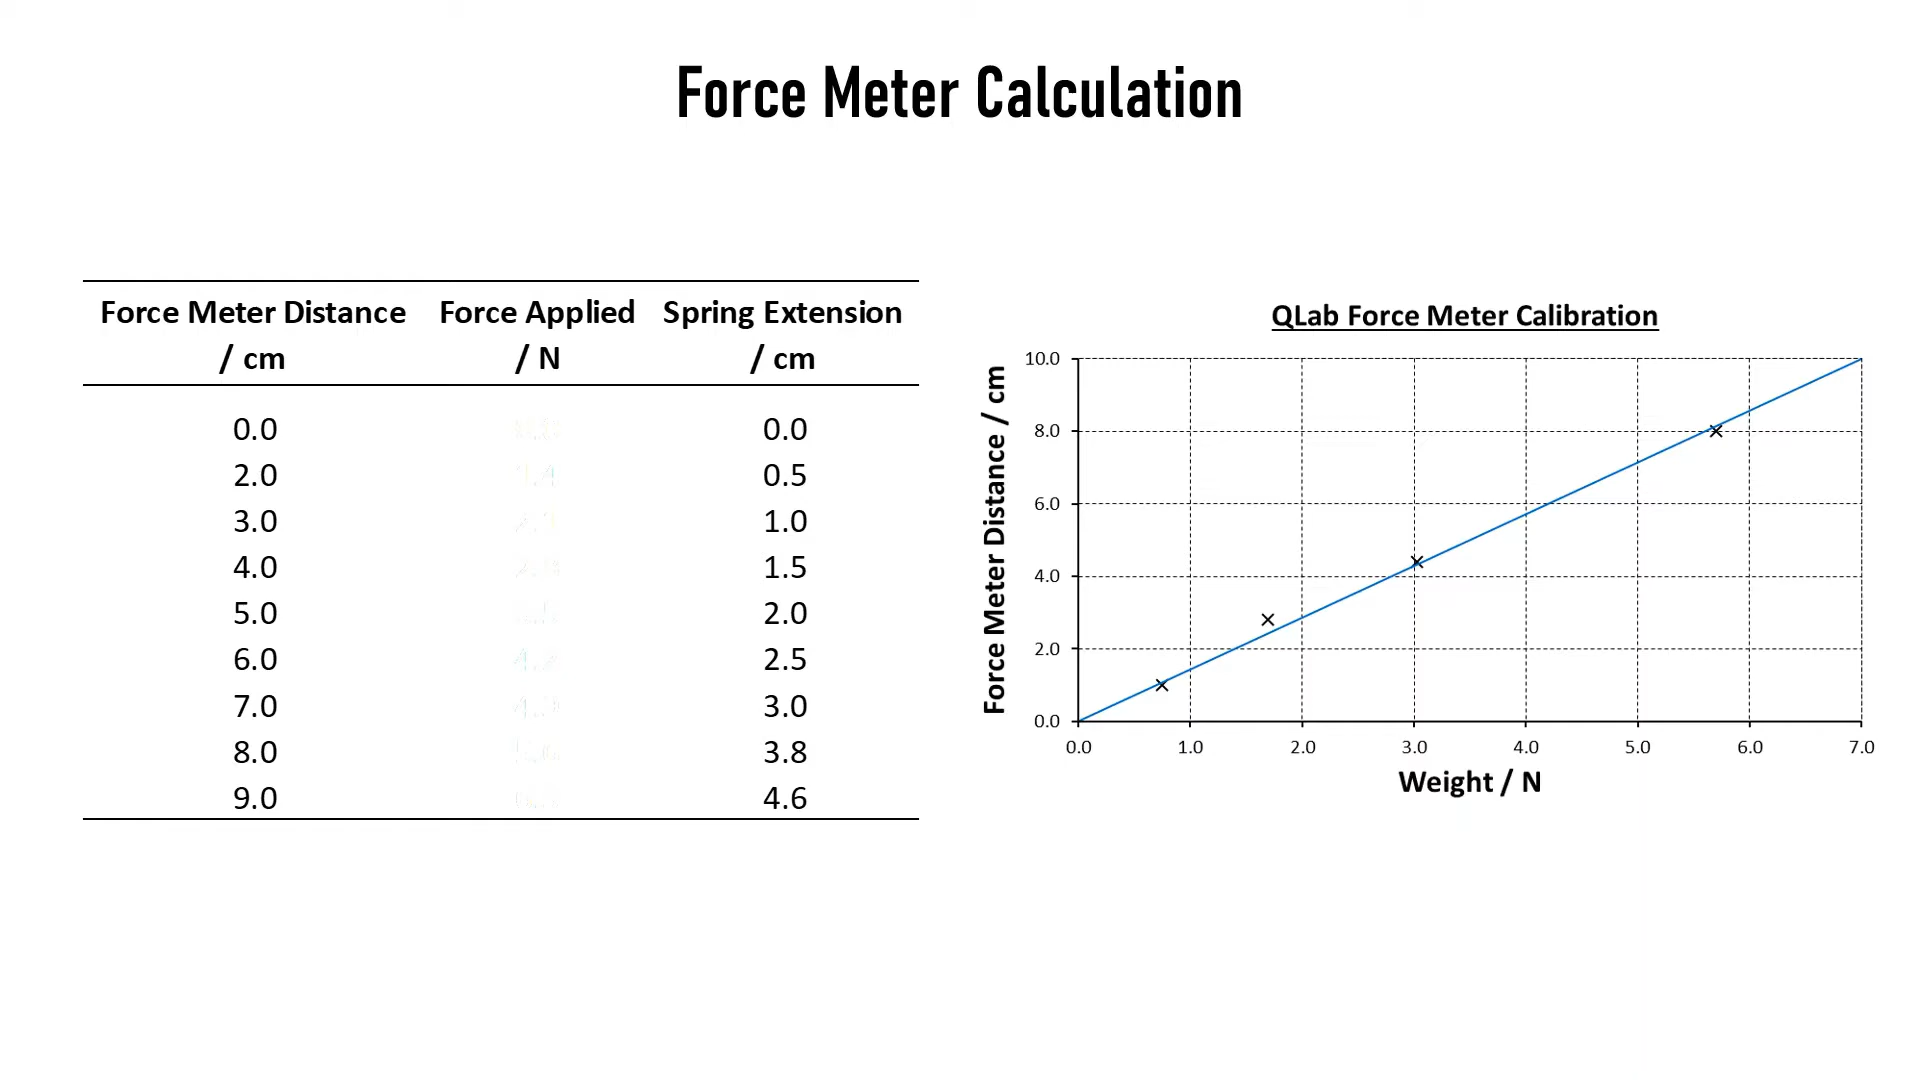 Force Meter Calculation
Force Meter Distance Force Applied Spring Extension
/ cm / N / cm
0.0 0.0
2.0 0.5
3.0 1.0
4.0 1.5
5.0 2.0
6.0 2.5
7.0 3.0
8.0 3.8
9.0 4.6
QLab Force Meter Calibration
Force Meter Distance / cm
10.0
8.0
6.0
4.0
2.0
0.0
0.0 1.0 2.0 3.0 4.0 5.0 6.0 7.0
Weight / N